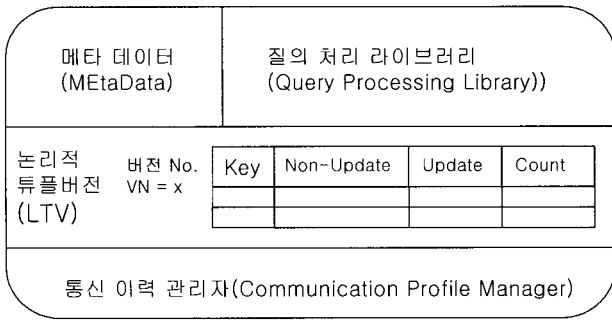 메타 데이터
(MEtaData)
질의 처리 라이브러리
(Query Processing Library))
논리적
튜플버전
(LTV)
버전 No.
VN = x
Key Non-Update Update Count
통신 이력 관리자(Communication Profile Manager)